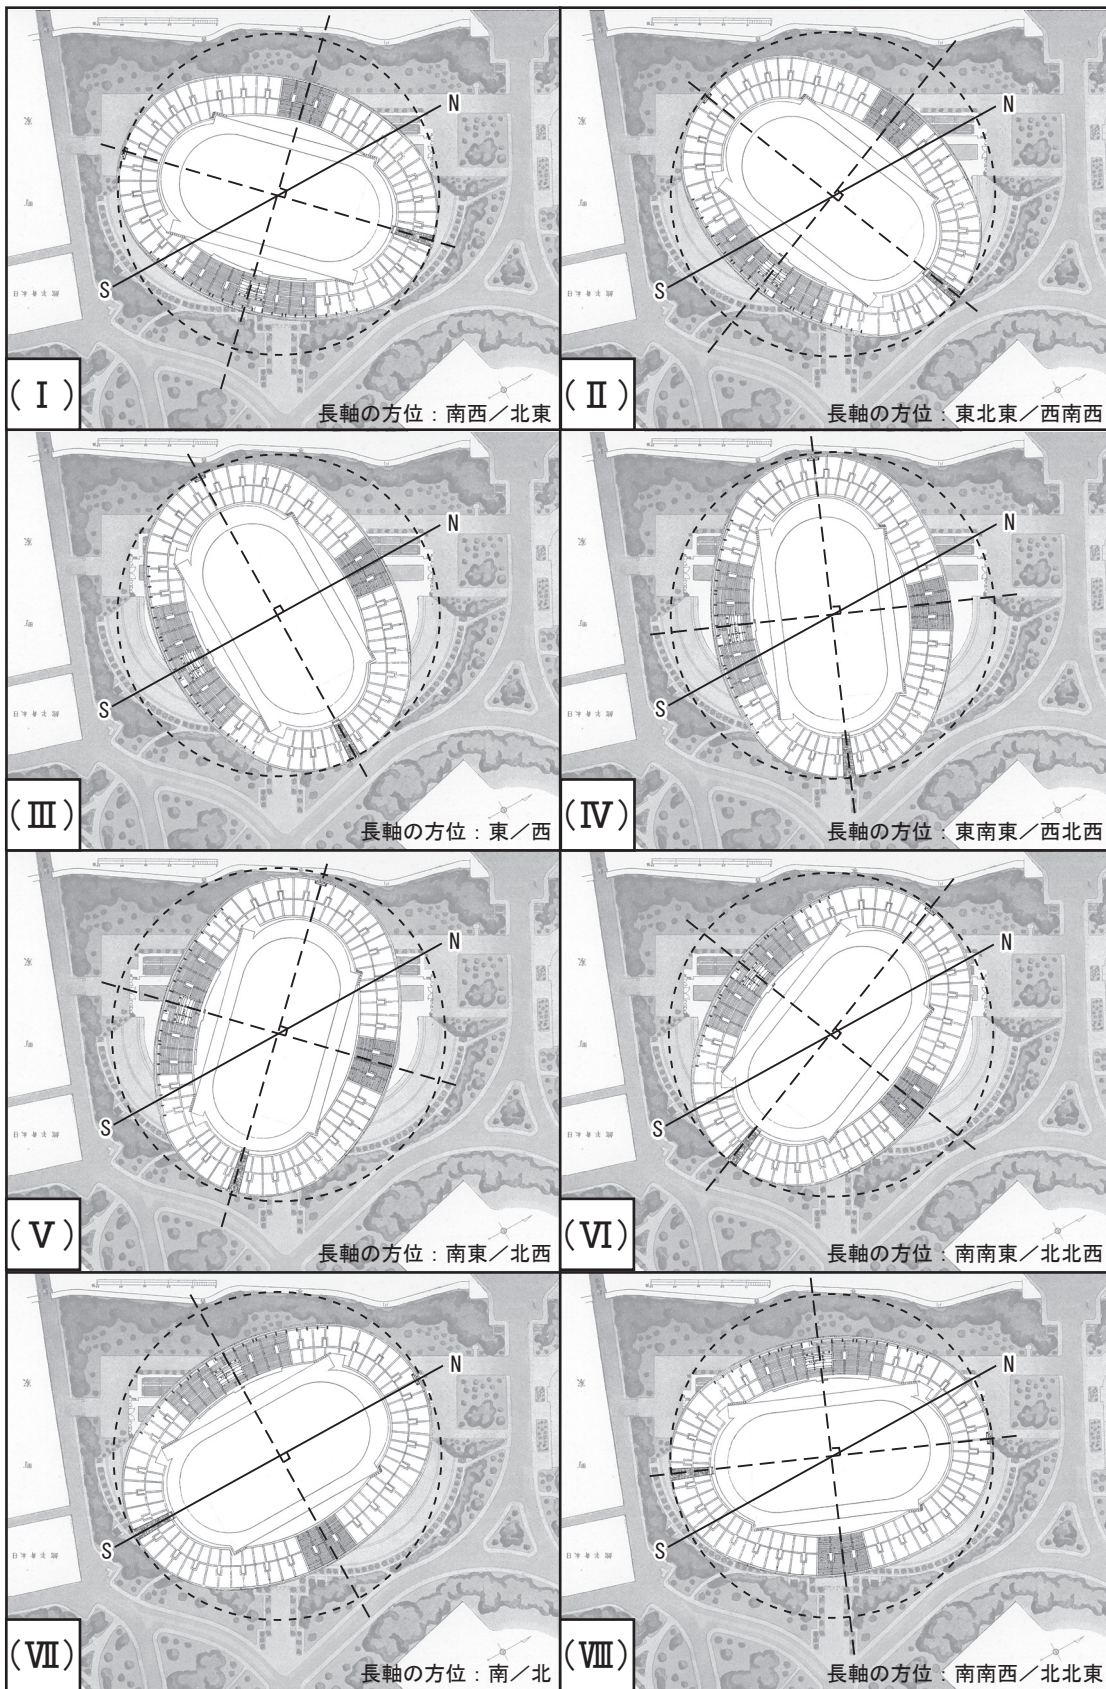 N
S
(Ⅰ)
長軸の方位：南西／北東
N
S
(Ⅱ)
長軸の方位：東北東／西南西
N
S
(Ⅲ)
長軸の方位：東／西
N
S
(Ⅳ)
長軸の方位：東南東／西北西
N
S
(Ⅴ)
長軸の方位：南東／北西
N
S
(Ⅵ)
長軸の方位：南南東／北北西
N
S
(Ⅶ)
長軸の方位：南／北
N
S
(Ⅷ)
長軸の方位：南南西／北北東